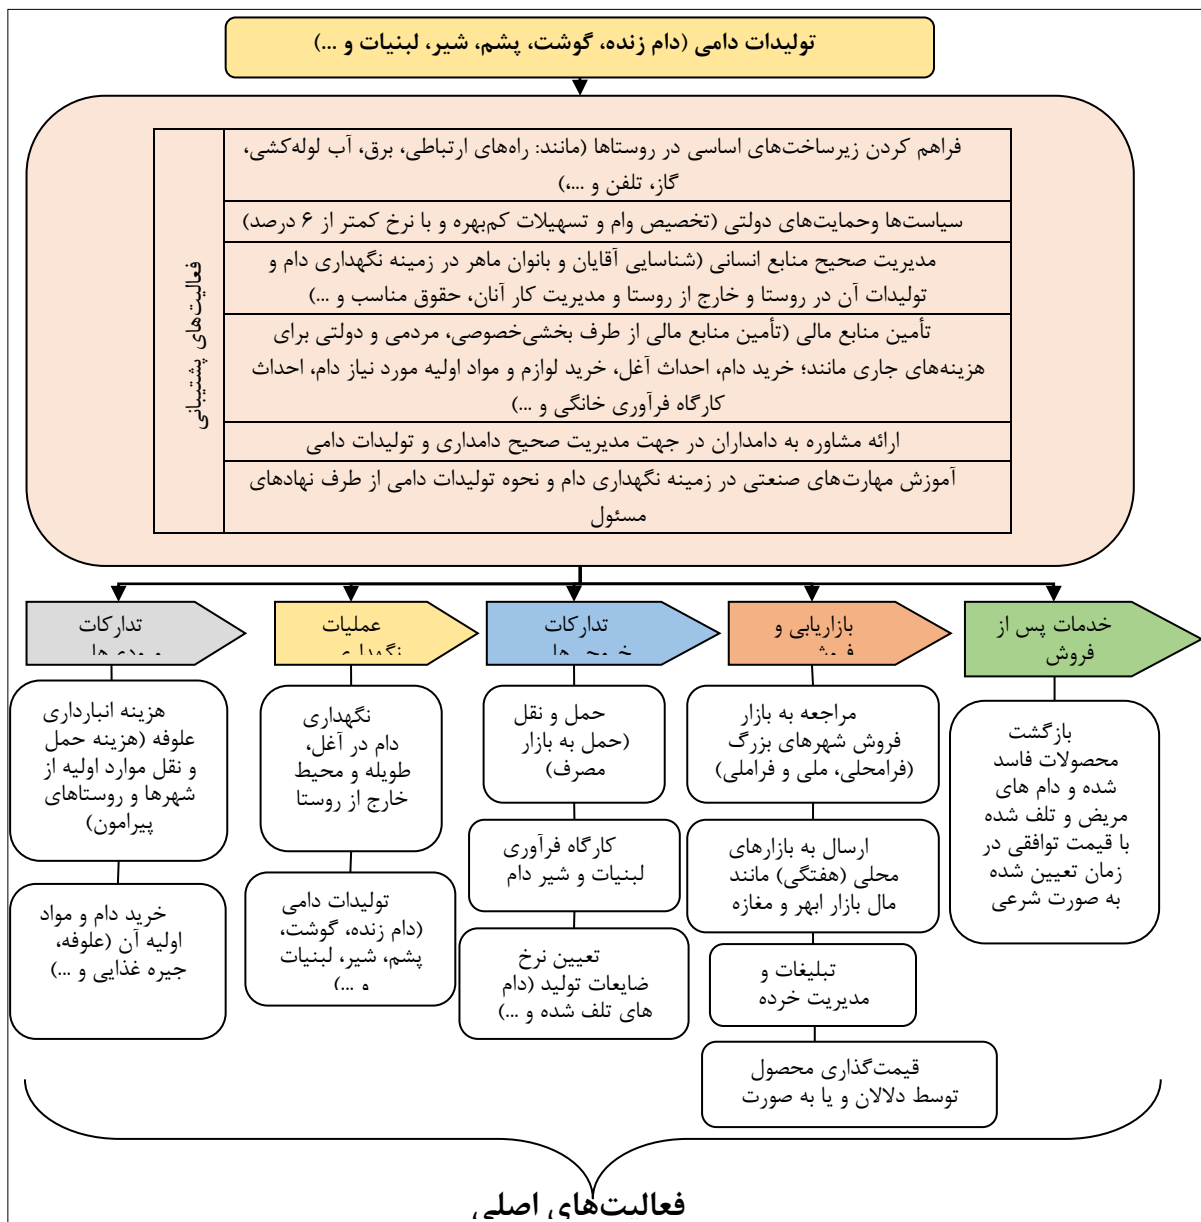 تولیدات دامی (دام زنده، گوشت، پشم، شیر، لبنیات و ...)
فعالیت‌های پشتیبانی
فراهم کردن زیرساخت‌های اساسی در روستاها (مانند: راه‌های ارتباطی، برق، آب لوله‌کشی،
گاز، تلفن و ...،)
سیاست‌ها وحمایت‌های دولتی (تخصیص وام و تسهیلات کم‌بهره و با نرخ کمتر از ۶ درصد)
مدیریت صحیح منابع انسانی (شناسایی آقایان و بانوان ماهر در زمینه نگهداری دام و
تولیدات آن در روستا و خارج از روستا و مدیریت کار آنان، حقوق مناسب و ...)
تأمین منابع مالی (تأمین منابع مالی از طرف بخشی‌خصوصی، مردمی و دولتی برای
هزینه‌های جاری مانند؛ خرید دام، احداث آغل، خرید لوازم و مواد اولیه مورد نیاز دام، احداث
کارگاه فرآوری خانگی و ...)
ارائه مشاوره به دامداران در جهت مدیریت صحیح دامداری و تولیدات دامی
آموزش مهارت‌های صنعتی در زمینه نگهداری دام و نحوه تولیدات دامی از طرف نهادهای
مسئول
خدمات پس از
فروش
بازگشت
محصولات فاسد
شده و دام های
مریض و تلف شده
با قیمت توافقی در
زمان تعیین شده
به صورت شرعی
بازاریابی و
مراجعه به بازار
فروش شهرهای بزرگ
(فرامحلی، ملی و فراملی)
ارسال به بازارهای
محلی (هفتگی) مانند
مال بازار ابهر و مغازه
تبلیغات و
مدیریت خرده
قیمت‌گذاری محصول
توسط دلالان و یا به صورت
تدارکات
حمل و نقل
(حمل به بازار
مصرف)
کارگاه فرآوری
لبنیات و شیر دام
تعیین نرخ
ضایعات تولید (دام
های تلف شده و ...)
عملیات
نگهداری
دام در آغل،
طویله و محیط
خارج از روستا
تولیدات دامی
(دام زنده، گوشت،
پشم، شیر، لبنیات
و ...)
تدارکات
هزینه انبارداری
علوفه (هزینه حمل
و نقل موارد اولیه از
شهرها و روستاهای
پیرامون)
خرید دام و مواد
اولیه آن (علوفه،
جیره غذایی و ...)
فعالیت‌های اصلی